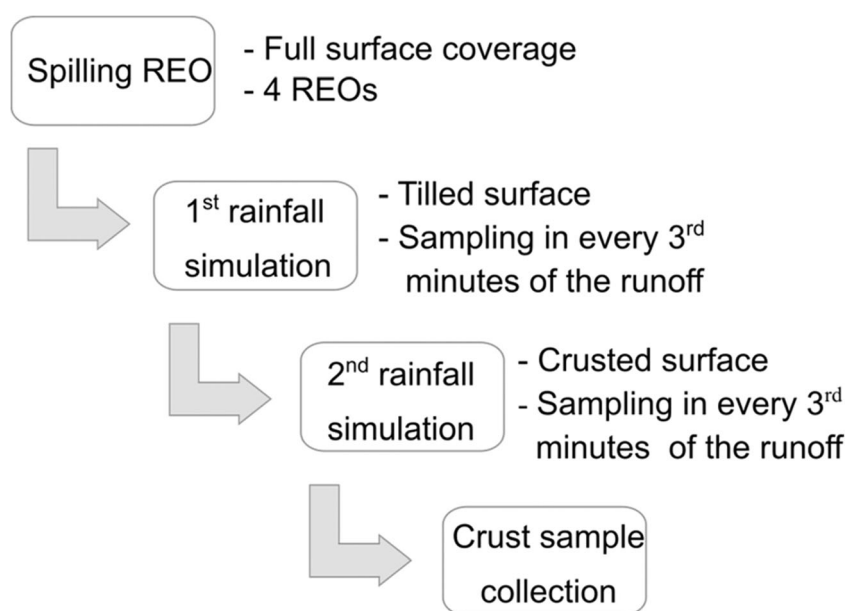 Spilling REO
- Full surface coverage
- 4 REOs
1st rainfall
simulation
- Tilled surface
- Sampling in every 3rd
minutes of the runoff
2nd rainfall
simulation
- Crusted surface
- Sampling in every 3rd
minutes of the runoff
Crust sample
collection